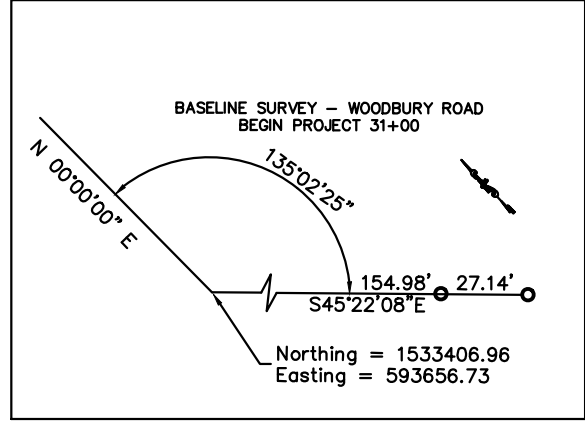 BASELINE SURVEY - WOODBURY ROAD
BEGIN PROJECT 31+00
N 00°00'00" E
135°02'25"
154.98' 27.14'
S45°22'08"E
Northing = 1533406.96
Easting = 593656.73